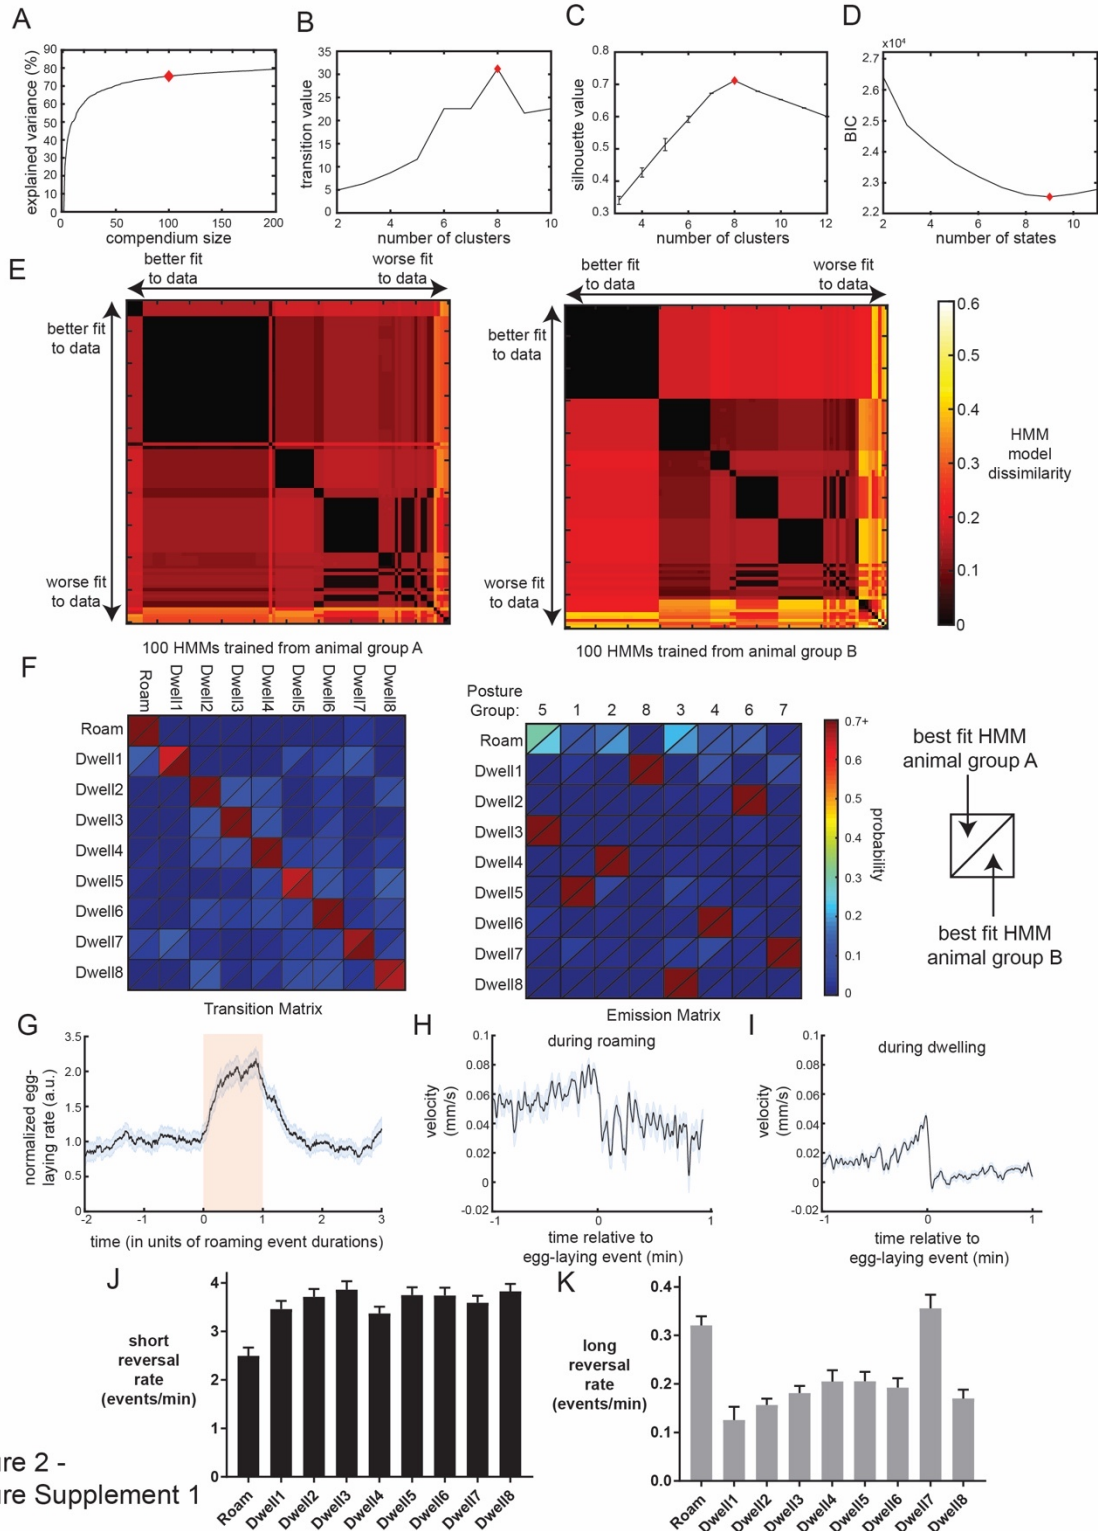 A
B
C
D
explained variance (%)
90
80
70
60
50
40
30
20
10
0
0
50
100
150
200
compendium size
transition value
35
30
25
20
15
10
5
0
2
4
6
8
10
number of clusters
silhouette value
0.8
0.7
0.6
0.5
0.4
0.3
4
6
8
10
12
number of clusters
x10⁴
BIC
2.7
2.6
2.5
2.4
2.3
2.2
2
4
6
8
10
number of states
E
better fit
to data
worse fit
to data
better fit
to data
worse fit
to data
100 HMMs trained from animal group A
better fit
to data
worse fit
to data
better fit
to data
worse fit
to data
100 HMMs trained from animal group B
0.6
0.5
0.4
0.3
0.2
0.1
0
HMM
model
dissimilarity
F
Roam
Dwell1
Dwell2
Dwell3
Dwell4
Dwell5
Dwell6
Dwell7
Dwell8
Roam
Dwell1
Dwell2
Dwell3
Dwell4
Dwell5
Dwell6
Dwell7
Dwell8
Transition Matrix
Posture
Group: 5 1 2 8 3 4 6 7
Roam
Dwell1
Dwell2
Dwell3
Dwell4
Dwell5
Dwell6
Dwell7
Dwell8
Emission Matrix
0.7+
0.6
0.5
0.4
0.3
0.2
0.1
0
probability
best fit HMM
animal group A
best fit HMM
animal group B
G
normalized egg-
laying rate (a.u.)
3.5
3.0
2.0
1.0
0.5
0
-2
-1
0
1
2
3
time (in units of roaming event durations)
H
during roaming
velocity
(mm/s)
0.1
0.08
0.06
0.04
0.02
0
-0.02
-1
0
1
time relative to
egg-laying event (min)
I
during dwelling
velocity
(mm/s)
0.1
0.08
0.06
0.04
0.02
0
-0.02
-1
0
1
time relative to
egg-laying event (min)
J
short
reversal
rate
(events/min)
4
3
2
1
0
Roam
Dwell1
Dwell2
Dwell3
Dwell4
Dwell5
Dwell6
Dwell7
Dwell8
K
long
reversal
rate
(events/min)
0.4
0.3
0.2
0.1
0.0
Roam
Dwell1
Dwell2
Dwell3
Dwell4
Dwell5
Dwell6
Dwell7
Dwell8
ure 2 -
ure Supplement 1